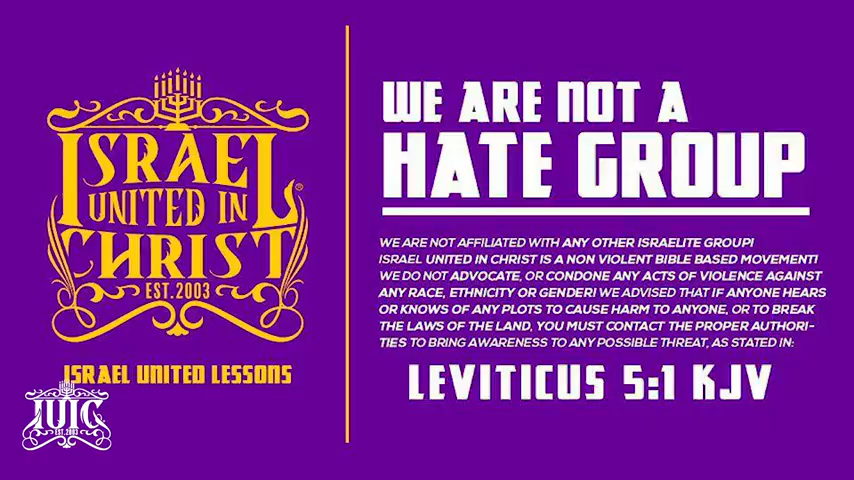 ISRAEL
UNITED IN
CHRIST
®
EST. 2003
ISRAEL UNITED LESSONS
IUIC
EST. 2003
WE ARE NOT A
HATE GROUP
WE ARE NOT AFFILIATED WITH ANY OTHER ISRAELITE GROUP!
ISRAEL UNITED IN CHRIST IS A NON VIOLENT BIBLE BASED MOVEMENT!
WE DO NOT ADVOCATE, OR CONDONE ANY ACTS OF VIOLENCE AGAINST
ANY RACE, ETHNICITY OR GENDER! WE ADVISED THAT IF ANYONE HEARS
OR KNOWS OF ANY PLOTS TO CAUSE HARM TO ANYONE, OR TO BREAK
THE LAWS OF THE LAND, YOU MUST CONTACT THE PROPER AUTHORI-
TIES TO BRING AWARENESS TO ANY POSSIBLE THREAT, AS STATED IN:
LEVITICUS 5:1 KJV